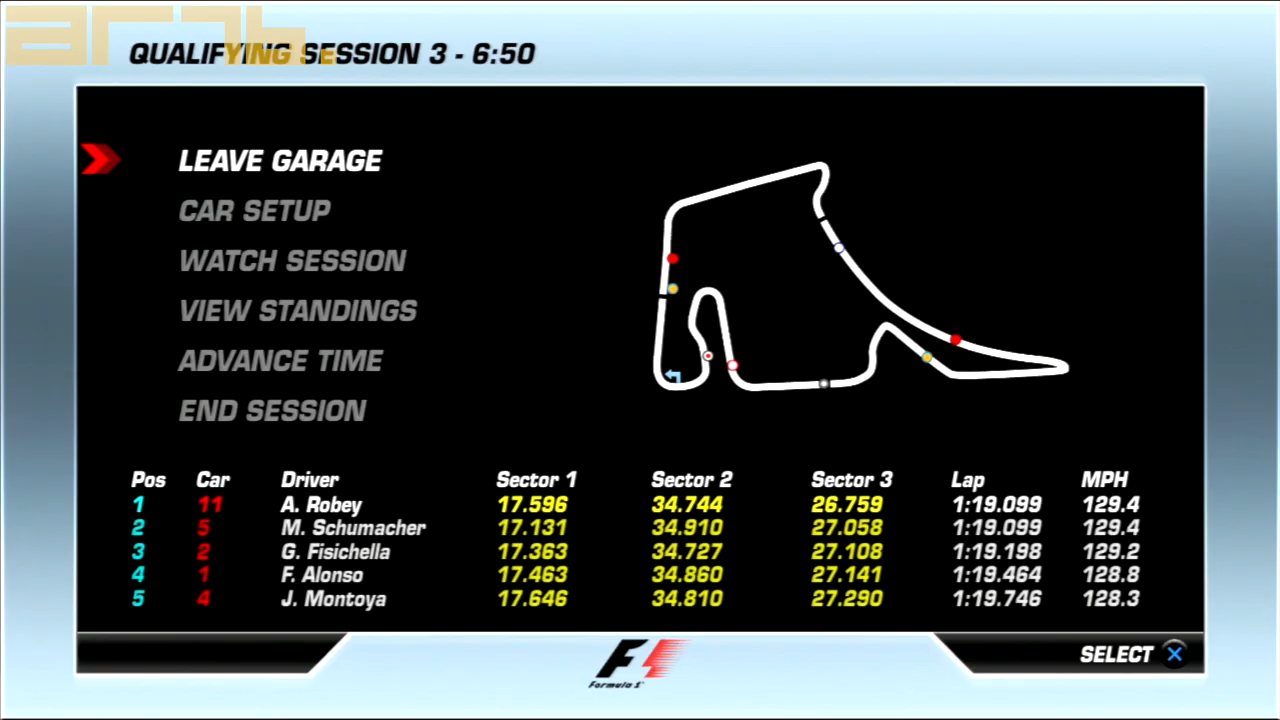 QUALIFYING SESSION 3 - 6:50
LEAVE GARAGE
CAR SETUP
WATCH SESSION
VIEW STANDINGS
ADVANCE TIME
END SESSION
Pos Car Driver Sector 1 Sector 2 Sector 3 Lap MPH
1 11 A. Robey 17.596 34.744 26.759 1:19.099 129.4
2 5 M. Schumacher 17.131 34.910 27.058 1:19.099 129.4
3 2 G. Fisichella 17.363 34.727 27.108 1:19.198 129.2
4 1 F. Alonso 17.463 34.860 27.141 1:19.464 128.8
5 4 J. Montoya 17.646 34.810 27.290 1:19.746 128.3
F1
Formula 1
SELECT